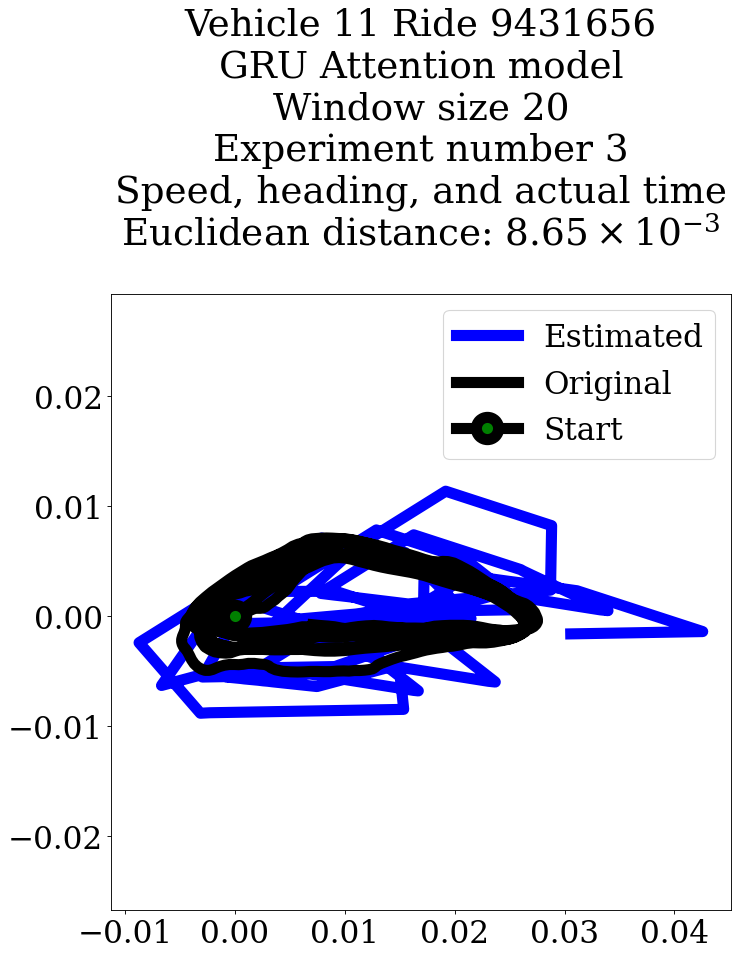 Vehicle 11 Ride 9431656
GRU Attention model
Window size 20
Experiment number 3
Speed, heading, and actual time
Euclidean distance: 8.65 × 10⁻³
Estimated
Original
Start
0.02
0.01
0.00
−0.01
−0.02
−0.01 0.00 0.01 0.02 0.03 0.04